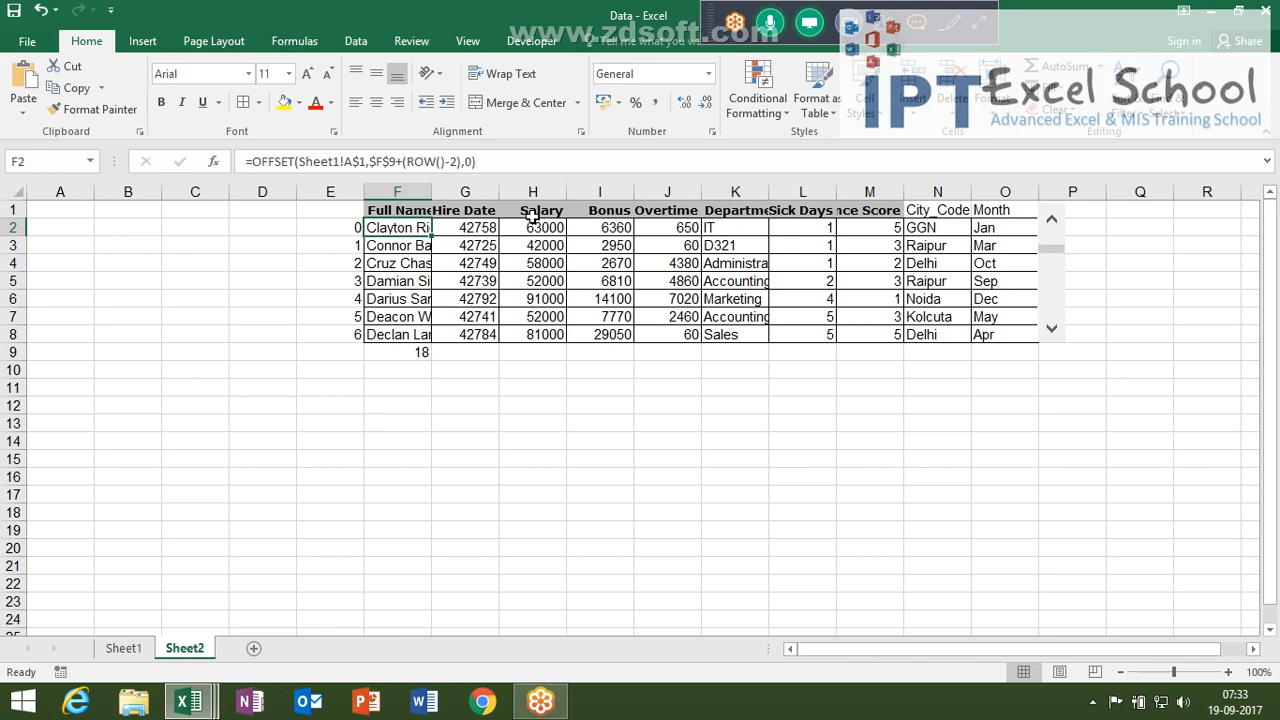 Data - Excel
www.zdsoft.com
File Home Insert Page Layout Formulas Data Review View Developer Tell me what you want Sign in Share
Cut
Copy
Format Painter
Paste
Clipboard
Arial 11
B I U
Font
Wrap Text
Merge & Center
Alignment
General
Number
Conditional Formatting
Format as Table
Cell Styles
Styles
Insert Delete Format
Cells
AutoSum
Clear
Editing
IPT Excel School
Advanced Excel & MIS Training School
F2 =OFFSET(Sheet1!A$1,$F$9+(ROW()-2),0)
A B C D E F G H I J K L M N O P Q R
1 Full Name Hire Date Salary Bonus Overtime Departme Sick Days nce Score City_Code Month
2 0 Clayton Ri 42758 63000 6360 650 IT 1 5 GGN Jan
3 1 Connor Ba 42725 42000 2950 60 D321 1 3 Raipur Mar
4 2 Cruz Chas 42749 58000 2670 4380 Administra 1 2 Delhi Oct
5 3 Damian Si 42739 52000 6810 4860 Accounting 2 3 Raipur Sep
6 4 Darius Sar 42792 91000 14100 7020 Marketing 4 1 Noida Dec
7 5 Deacon W 42741 52000 7770 2460 Accounting 5 3 Kolcuta May
8 6 Declan Lar 42784 81000 29050 60 Sales 5 5 Delhi Apr
9 18
10
11
12
13
14
15
16
17
18
19
20
21
22
23
24
Sheet1 Sheet2
Ready 100%
07:33
19-09-2017